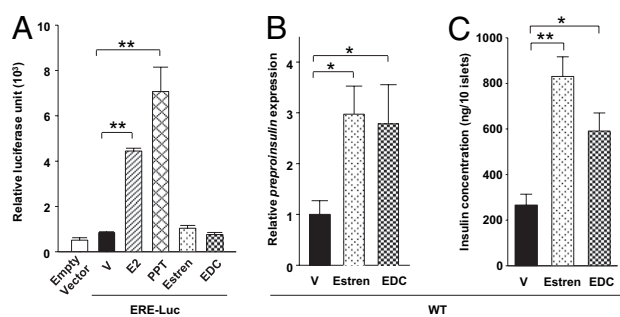 A
Relative luciferase unit (10³)
10
8
6
4
2
0
**
**
Empty Vector
V
E2
PPT
Estren
EDC
ERE-Luc
B
Relative preproinsulin expression
4
3
2
1
0
*
*
V Estren EDC
C
Insulin concentration (ng/10 islets)
1000
800
600
400
200
0
*
**
V Estren EDC
WT